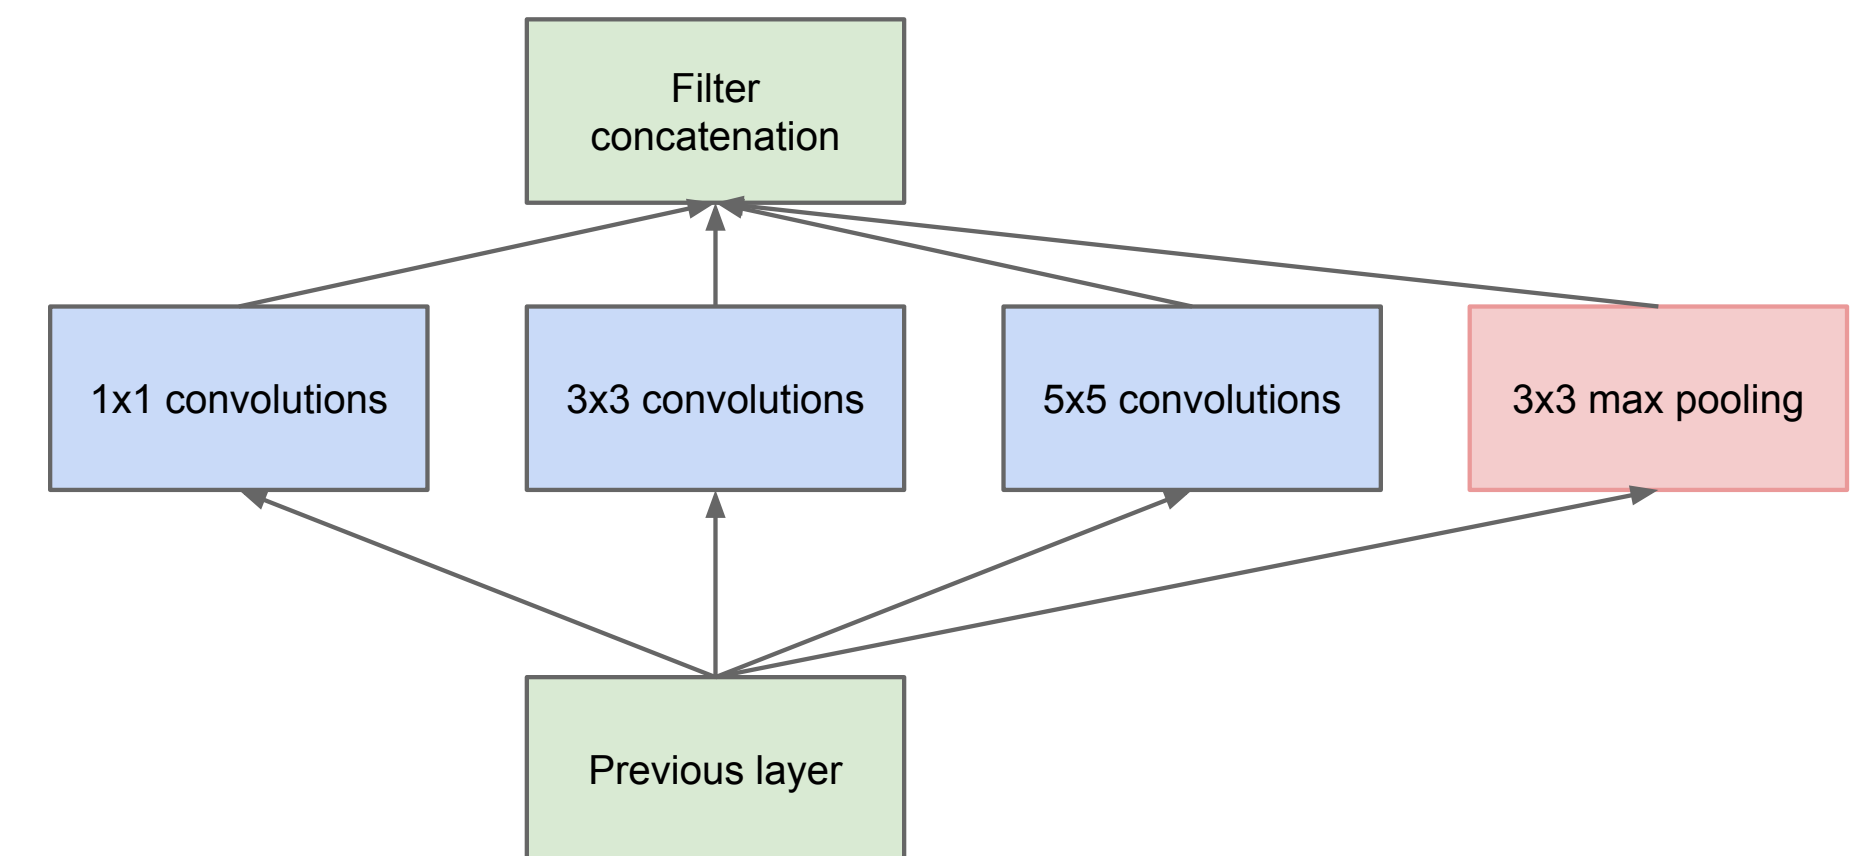 Filter
concatenation
1x1 convolutions
3x3 convolutions
5x5 convolutions
3x3 max pooling
Previous layer